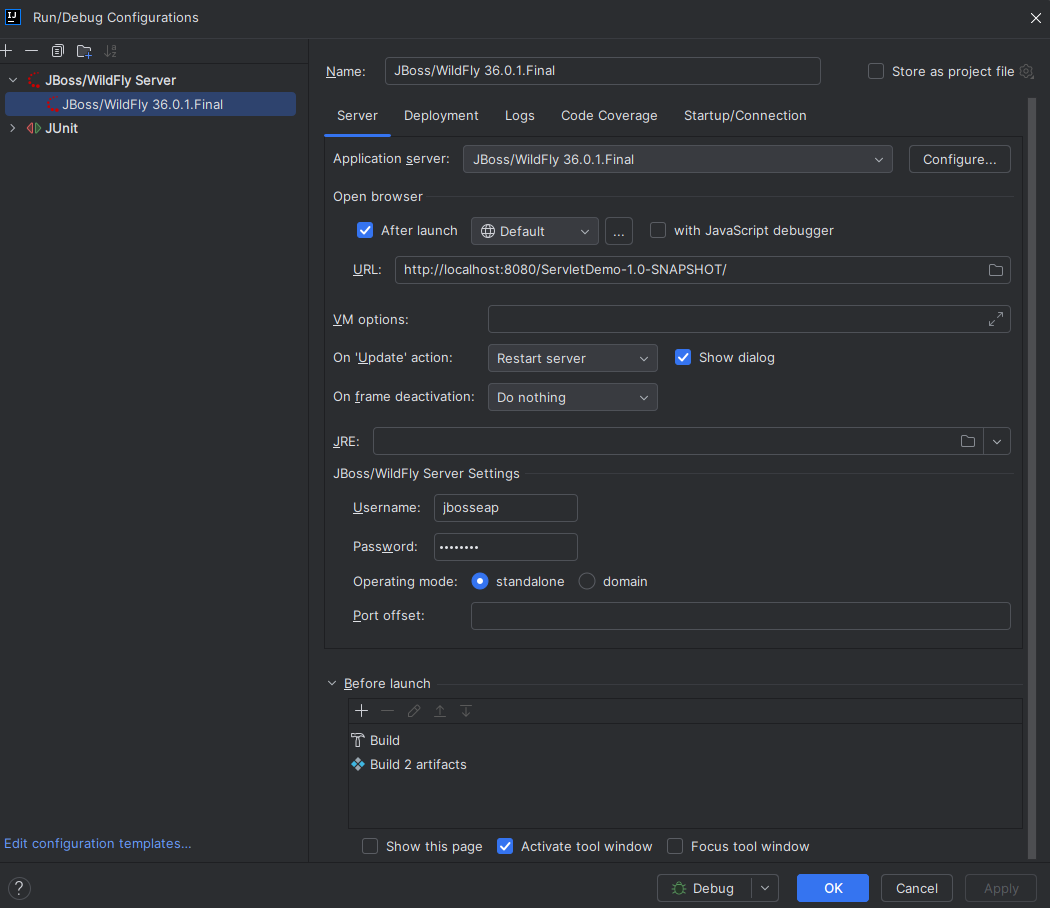 Run/Debug Configurations
JBoss/WildFly Server
JBoss/WildFly 36.0.1.Final
JUnit
Edit configuration templates...
Name: JBoss/WildFly 36.0.1.Final Store as project file
Server Deployment Logs Code Coverage Startup/Connection
Application server: JBoss/WildFly 36.0.1.Final Configure...
Open browser
After launch Default ... with JavaScript debugger
URL: http://localhost:8080/ServletDemo-1.0-SNAPSHOT/
VM options:
On 'Update' action: Restart server Show dialog
On frame deactivation: Do nothing
JRE:
JBoss/WildFly Server Settings
Username: jbosseap
Password: ••••••••
Operating mode: standalone domain
Port offset:
Before launch
Build
Build 2 artifacts
Show this page Activate tool window Focus tool window
? Debug OK Cancel Apply